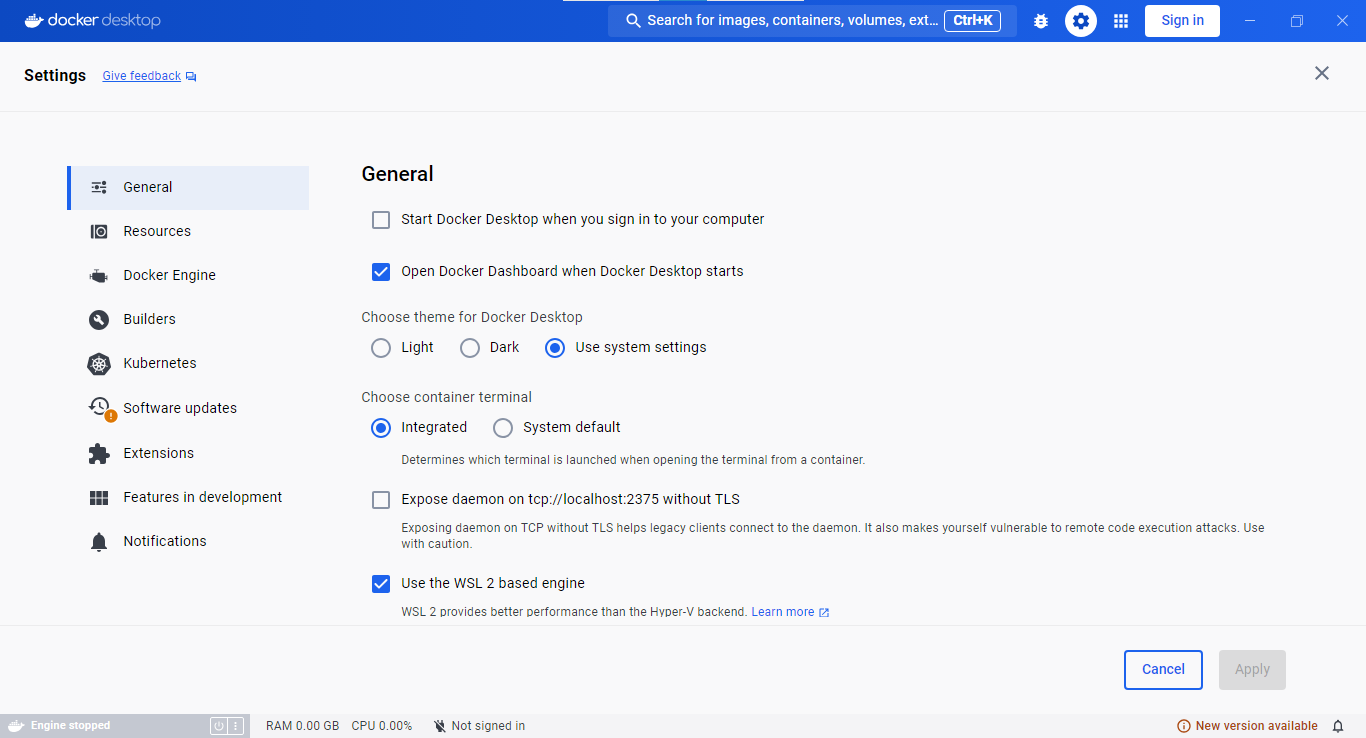 docker desktop
Search for images, containers, volumes, ext... Ctrl+K
Sign in
Settings
Give feedback
General
Resources
Docker Engine
Builders
Kubernetes
Software updates
Extensions
Features in development
Notifications
General
Start Docker Desktop when you sign in to your computer
Open Docker Dashboard when Docker Desktop starts
Choose theme for Docker Desktop
Light Dark Use system settings
Choose container terminal
Integrated System default
Determines which terminal is launched when opening the terminal from a container.
Expose daemon on tcp://localhost:2375 without TLS
Exposing daemon on TCP without TLS helps legacy clients connect to the daemon. It also makes yourself vulnerable to remote code execution attacks. Use
with caution.
Use the WSL 2 based engine
WSL 2 provides better performance than the Hyper-V backend. Learn more
Cancel Apply
Engine stopped RAM 0.00 GB CPU 0.00% Not signed in New version available